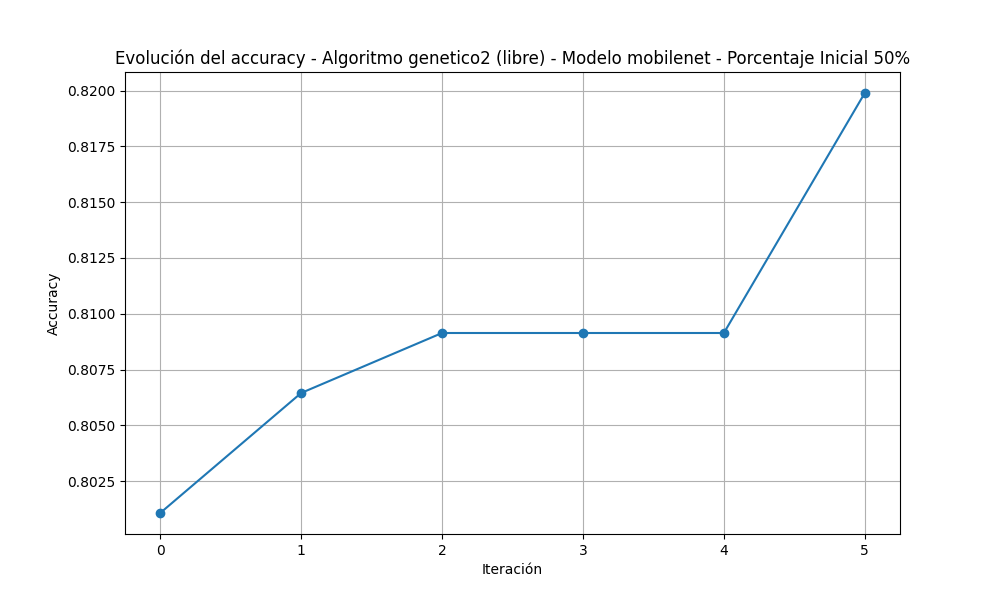 Evolución del accuracy - Algoritmo genetico2 (libre) - Modelo mobilenet - Porcentaje Inicial 50%
0.8200
0.8175
0.8150
0.8125
0.8100
0.8075
0.8050
0.8025
Accuracy
0 1 2 3 4 5
Iteración